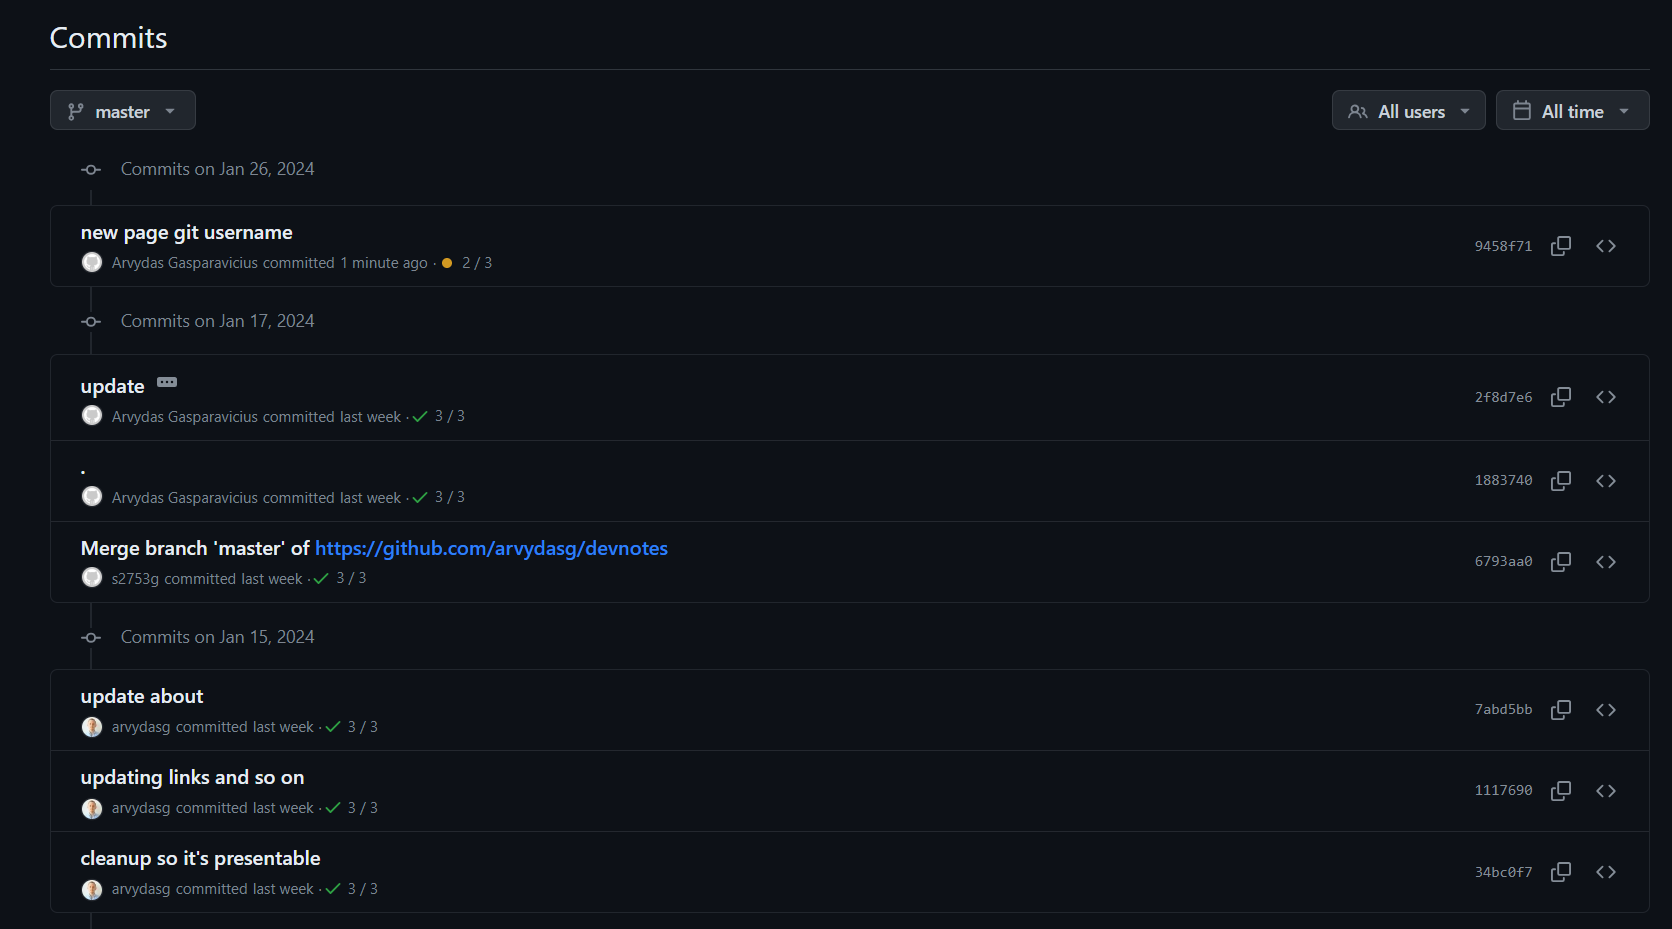 Commits
master
All users
All time
Commits on Jan 26, 2024
new page git username
Arvydas Gasparavicius committed 1 minute ago · 2 / 3
9458f71
Commits on Jan 17, 2024
update
Arvydas Gasparavicius committed last week · 3 / 3
2f8d7e6
.
Arvydas Gasparavicius committed last week · 3 / 3
1883740
Merge branch 'master' of https://github.com/arvydasg/devnotes
s2753g committed last week · 3 / 3
6793aa0
Commits on Jan 15, 2024
update about
arvydasg committed last week · 3 / 3
7abd5bb
updating links and so on
arvydasg committed last week · 3 / 3
1117690
cleanup so it's presentable
arvydasg committed last week · 3 / 3
34bc0f7